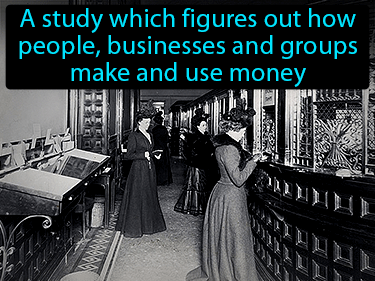 A study which figures out how
people, businesses and groups
make and use money